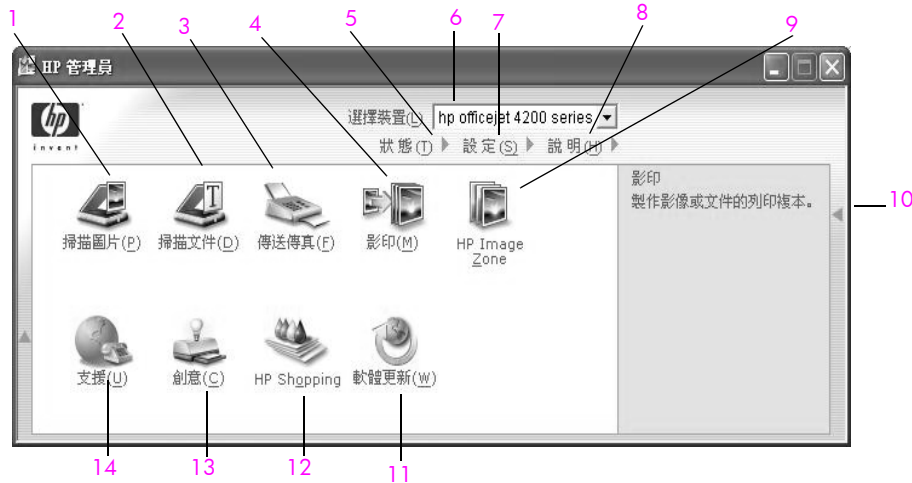 1 2 3 4 5 6 7 8 9
HP 管理員
hp
invent
選擇裝置(L) hp officejet 4200 series
狀態(T) 設定(S) 說明(H)
掃描圖片(P) 掃描文件(D) 傳送傳真(F) 影印(M) HP Image Zone
影印
製作影像或文件的列印複本。
10
支援(U) 創意(C) HP Shopping 軟體更新(W)
14 13 12 11